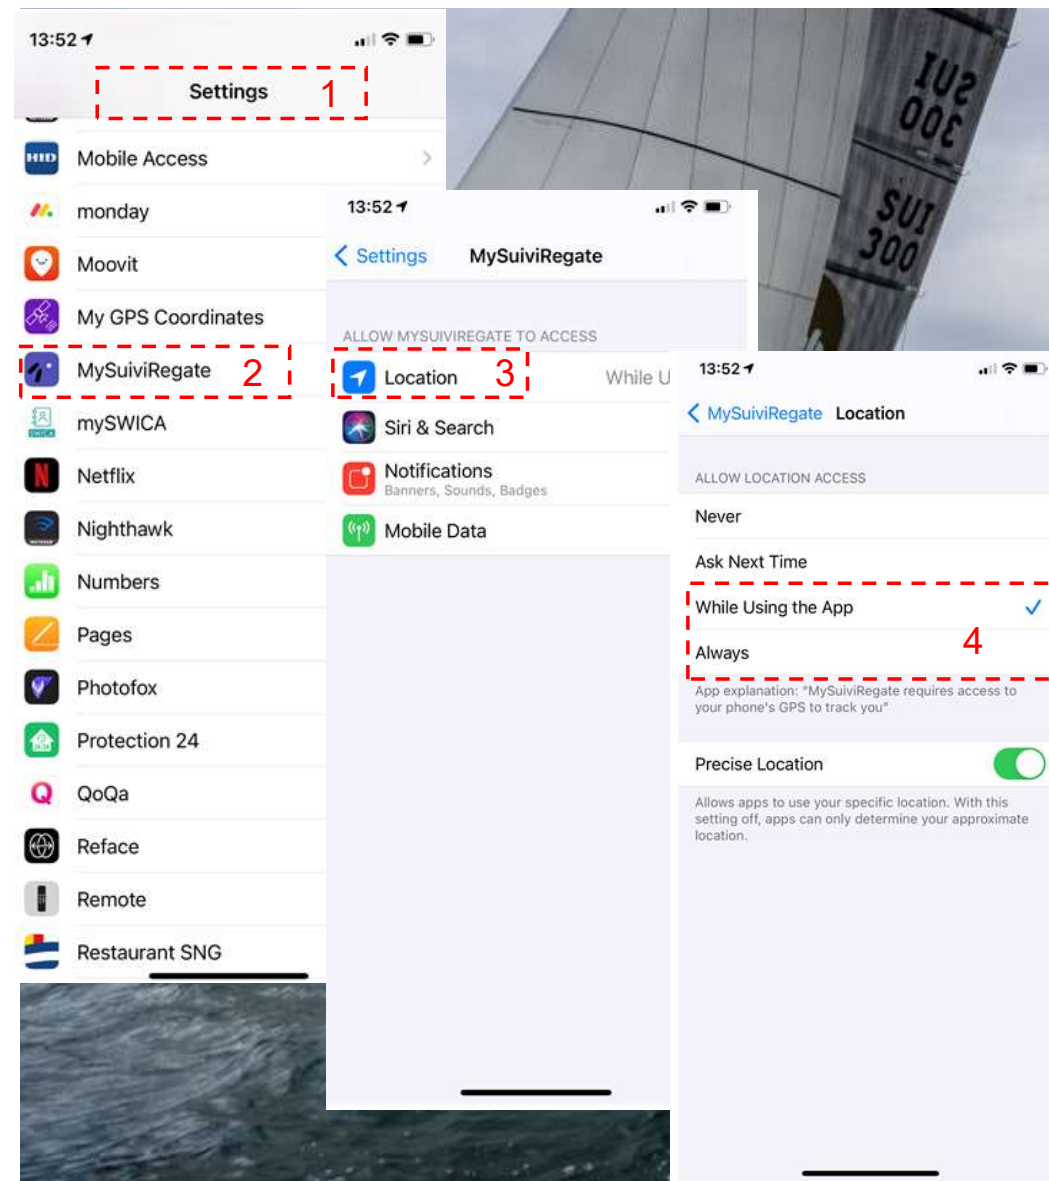 13:52
Settings
1
HID
Mobile Access
monday
Moovit
My GPS Coordinates
MySuiviRegate
2
mySWICA
SWICA
Netflix
N
Nighthawk
Numbers
Pages
Photofox
Protection 24
Q
QoQa
Reface
Remote
Restaurant SNG
SUI
300
SUI
300
13:52
Settings
MySuiviRegate
ALLOW MYSUIVIREGATE TO ACCESS
Location
3
While U
Siri & Search
Notifications
Banners, Sounds, Badges
Mobile Data
13:52
MySuiviRegate
Location
ALLOW LOCATION ACCESS
Never
Ask Next Time
While Using the App
Always
4
App explanation: "MySuiviRegate requires access to
your phone's GPS to track you"
Precise Location
Allows apps to use your specific location. With this
setting off, apps can only determine your approximate
location.